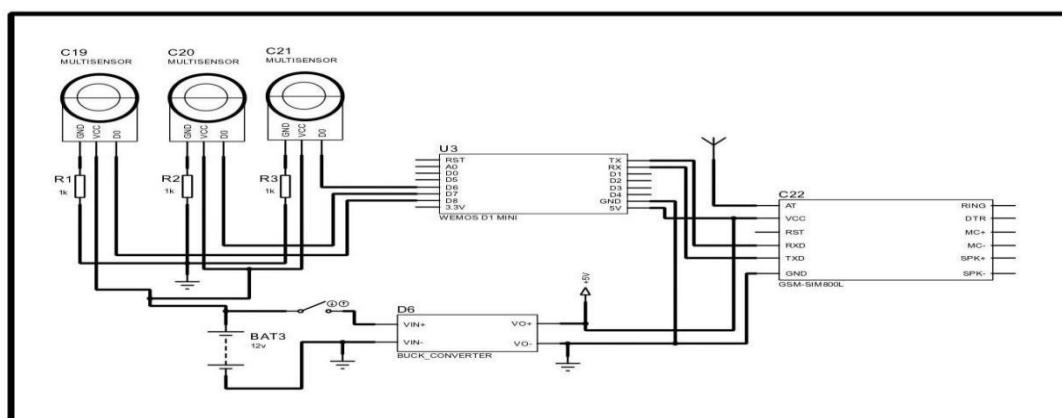 C19
MULTISENSOR
C20
MULTISENSOR
C21
MULTISENSOR
GND
VCC
D0
GND
VCC
D0
GND
VCC
D0
R1
1k
R2
1k
R3
1k
U3
RST
A0
D0
D5
D6
D7
D8
3.3V
TX
RX
D1
D2
D3
D4
GND
5V
WEMOS D1 MINI
C22
AT
VCC
RST
RXD
TXD
GND
RING
DTR
MC+
MC-
SPK+
SPK-
GSM-SIM800L
+5V
BAT3
12v
D6
VIN+
VIN-
VO+
VO-
BUCK_CONVERTER